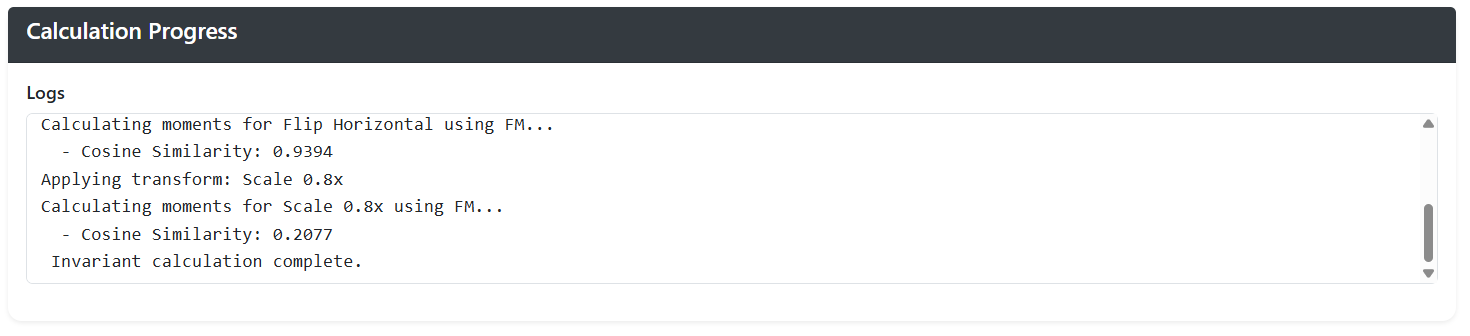 Calculation Progress
Logs
Calculating moments for Flip Horizontal using FM...
- Cosine Similarity: 0.9394
Applying transform: Scale 0.8x
Calculating moments for Scale 0.8x using FM...
- Cosine Similarity: 0.2077
Invariant calculation complete.